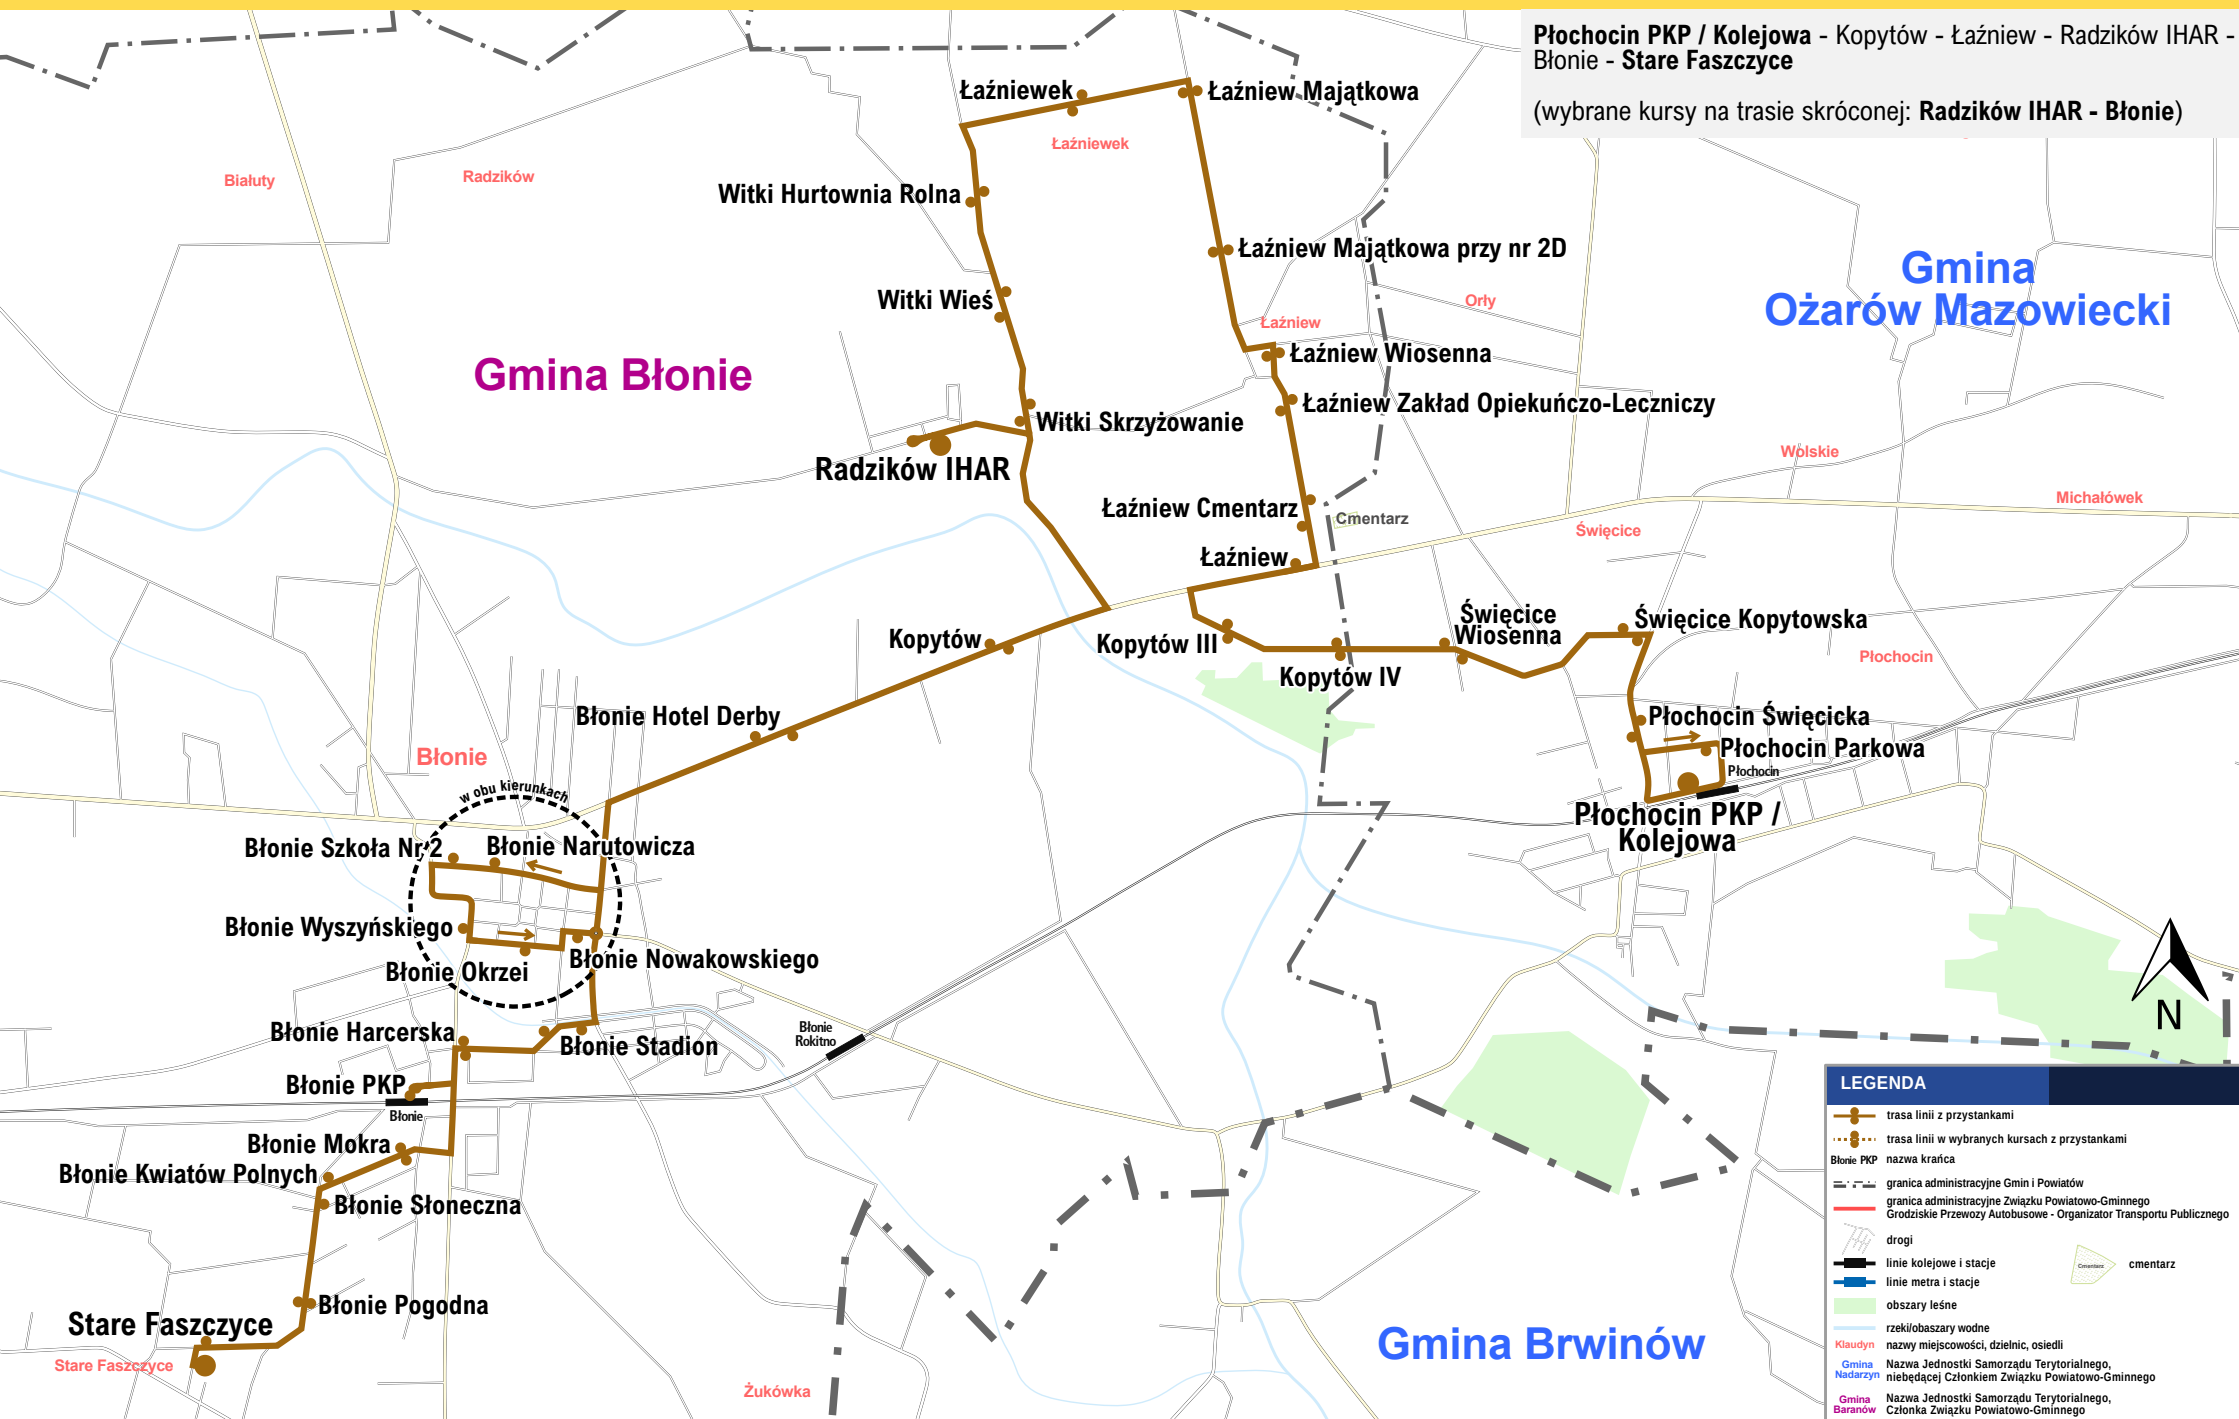 Płochocin PKP / Kolejowa - Kopytów - Łaźniew - Radzików IHAR -
Błonie - Stare Faszczyce
(wybrane kursy na trasie skróconej: Radzików IHAR - Błonie)
Łaźniewek
Łaźniew Majątkowa
Łaźniewek
Białuty
Radzików
Witki Hurtownia Rolna
Łaźniew Majątkowa przy nr 2D
Gmina
Ożarów Mazowiecki
Witki Wieś
Orły
Łaźniew
Łaźniew Wiosenna
Gmina Błonie
Łaźniew Zakład Opiekuńczo-Leczniczy
Witki Skrzyżowanie
Wolskie
Radzików IHAR
Michałówek
Łaźniew Cmentarz
Cmentarz
Święcice
Łaźniew
Święcice
Wiosenna
Święcice Kopytowska
Kopytów
Kopytów III
Płochocin
Kopytów IV
Błonie Hotel Derby
Płochocin Święcicka
Płochocin Parkowa
Błonie
Płochocin
w obu kierunkach
Płochocin PKP /
Kolejowa
Błonie Szkoła Nr 2
Błonie Narutowicza
Błonie Wyszyńskiego
Błonie Nowakowskiego
Błonie Okrzei
N
Błonie Harcerska
Błonie Stadion
Błonie
Rokitno
Błonie PKP
Błonie
Błonie Mokra
Błonie Kwiatów Polnych
Błonie Słoneczna
Błonie Pogodna
Stare Faszczyce
Stare Faszczyce
Żukówka
Gmina Brwinów
LEGENDA
trasa linii z przystankami
trasa linii w wybranych kursach z przystankami
Błonie PKP nazwa krańca
granica administracyjne Gmin i Powiatów
granica administracyjne Związku Powiatowo-Gminnego
Grodziskie Przewozy Autobusowe - Organizator Transportu Publicznego
drogi
linie kolejowe i stacje
Cmentarz cmentarz
linie metra i stacje
obszary leśne
rzeki/obaszary wodne
Klaudyn nazwy miejscowości, dzielnic, osiedli
Gmina
Nadarzyn
Nazwa Jednostki Samorządu Terytorialnego,
niebędącej Członkiem Związku Powiatowo-Gminnego
Gmina
Baranów
Nazwa Jednostki Samorządu Terytorialnego,
Członka Związku Powiatowo-Gminnego